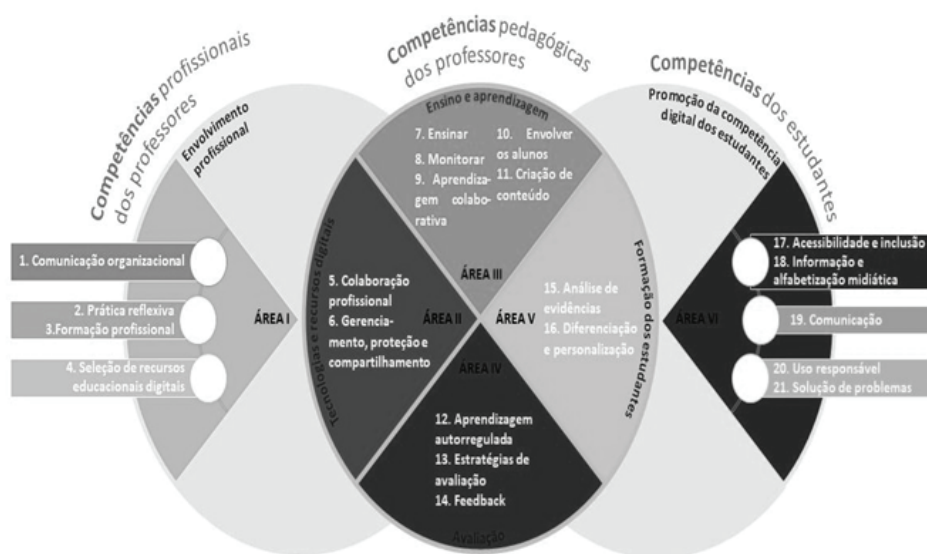 Competências profissionais
dos professores
Envolvimento
profissional
1. Comunicação organizacional
2. Prática reflexiva
3.Formação profissional
4. Seleção de recursos
educacionais digitais
ÁREA I
Competências pedagógicas
dos professores
Ensino e aprendizagem
7. Ensinar
8. Monitorar
9. Aprendiza-
gem colabo-
rativa
10. Envolver
os alunos
11. Criação de
conteúdo
ÁREA III
Tecnologias e recursos digitais
5. Colaboração
profissional
6. Gerencia-
mento, proteção e
compartilhamento
ÁREA II
ÁREA V
15. Análise de
evidências
16. Diferenciação
e personalização
Formação dos estudantes
ÁREA IV
12. Aprendizagem
autorregulada
13. Estratégias de
avaliação
14. Feedback
Avaliação
Competências dos estudantes
Promoção da competência
digital dos estudantes
ÁREA VI
17. Acessibilidade e inclusão
18. Informação e
alfabetização midiática
19. Comunicação
20. Uso responsável
21. Solução de problemas